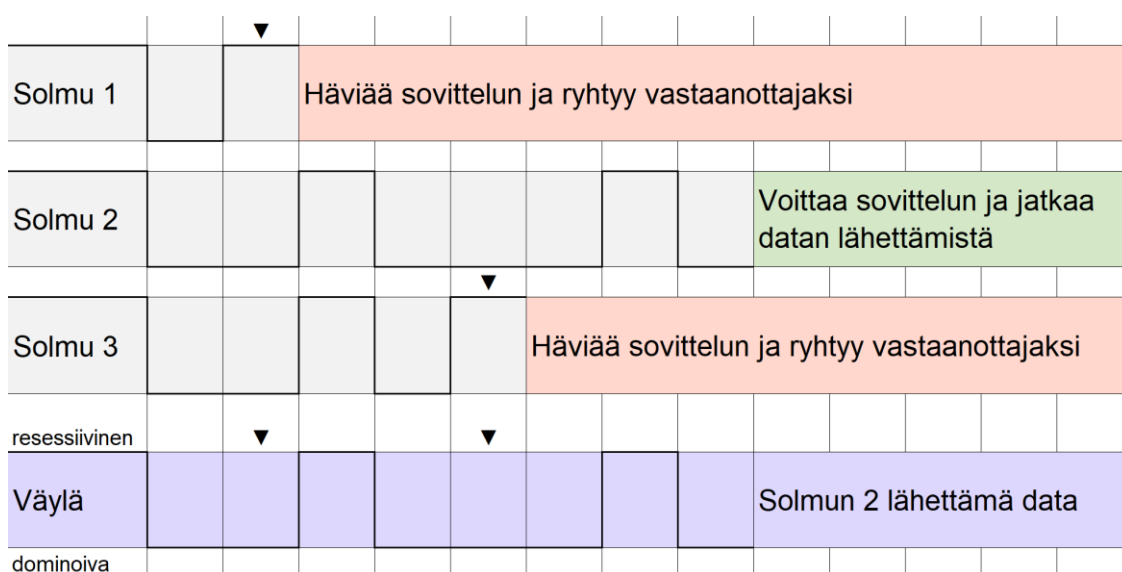 Solmu 1
Häviää sovittelun ja ryhtyy vastaanottajaksi
Solmu 2
Voittaa sovittelun ja jatkaa
datan lähettämistä
Solmu 3
Häviää sovittelun ja ryhtyy vastaanottajaksi
resessiivinen
Väylä
Solmun 2 lähettämä data
dominoiva